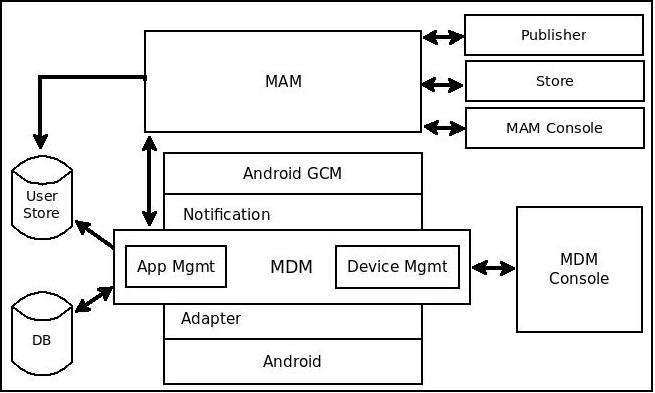 Publisher
MAM
Store
MAM Console
Android GCM
User
Store
Notification
App Mgmt
MDM
Device Mgmt
MDM
Console
Adapter
DB
Android